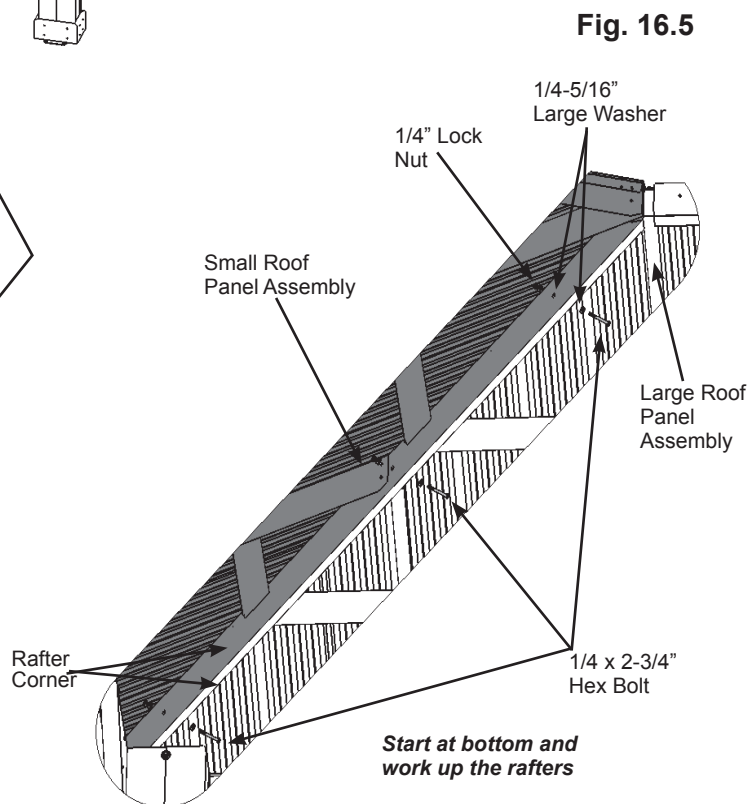 Fig. 16.5
1/4-5/16”
Large Washer
1/4” Lock
Nut
Small Roof
Panel Assembly
Large Roof
Panel
Assembly
Rafter
Corner
1/4 x 2-3/4”
Hex Bolt
Start at bottom and
work up the rafters